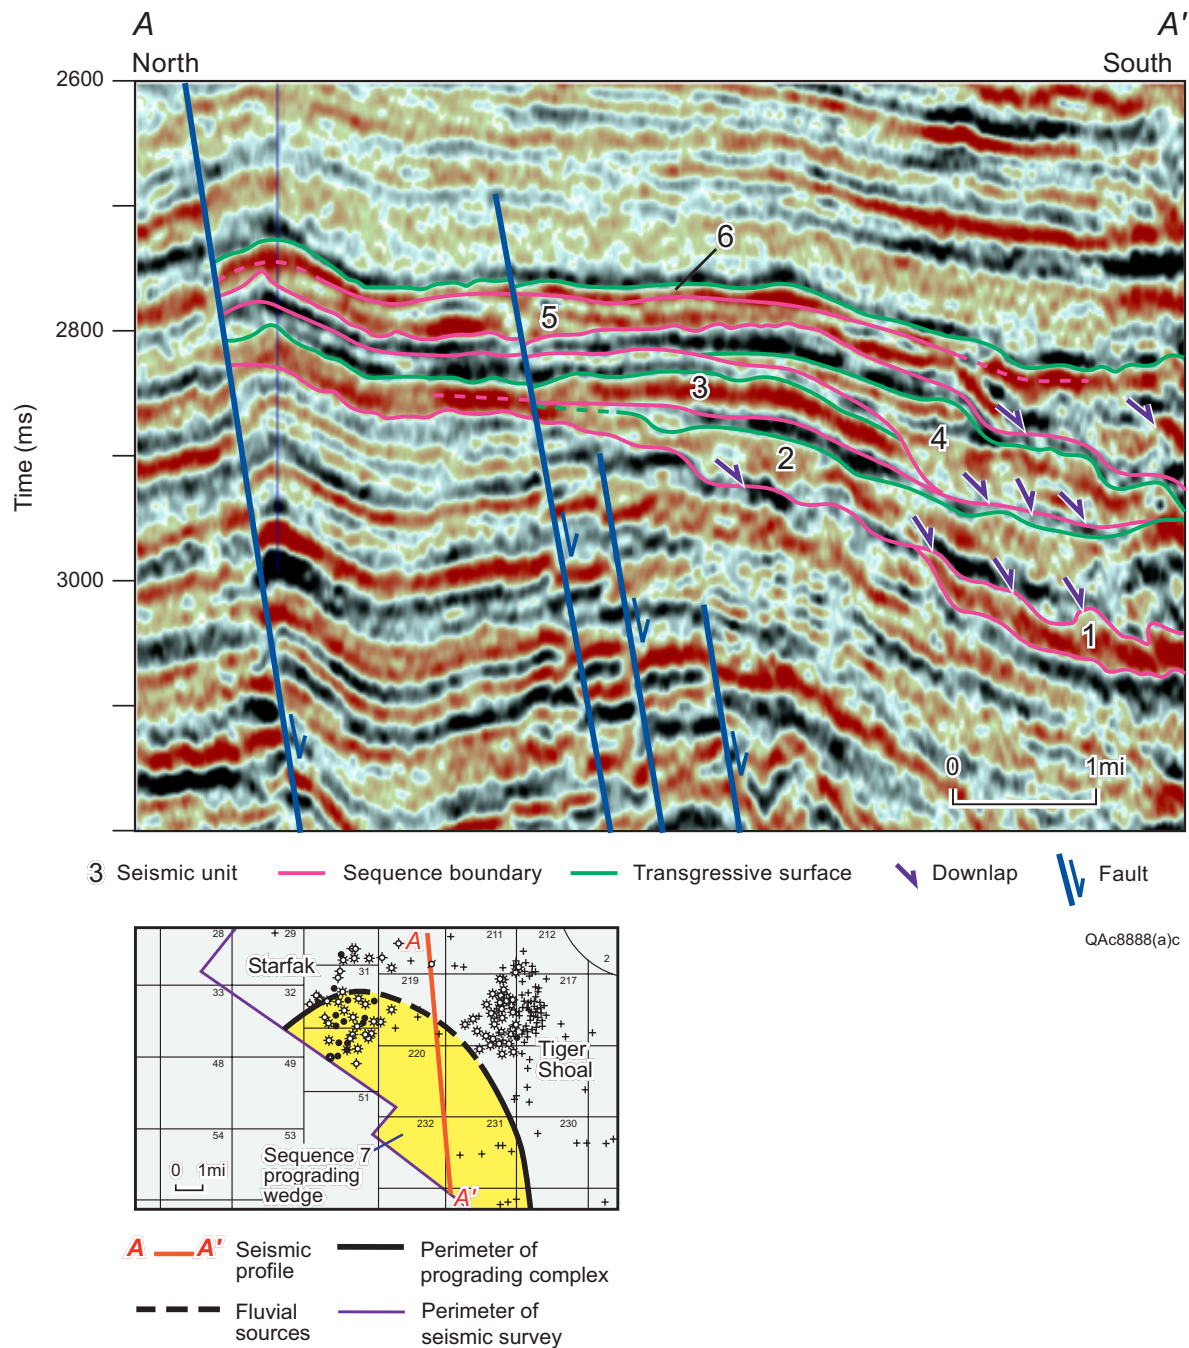 A A'
North South
2600
6
5
2800
3
4
2
Time (ms)
3000
1
0 1mi
3 Seismic unit Sequence boundary Transgressive surface Downlap Fault
QAc8888(a)c
28 29 A 211 212
Starfak 31 219 217 2
33 32
220 Tiger
Shoal
48 49
51
232 231 230
54 53
Sequence 7
prograding
wedge
0 1mi
A'
A A' Seismic
profile
Perimeter of
prograding complex
Fluvial
sources
Perimeter of
seismic survey